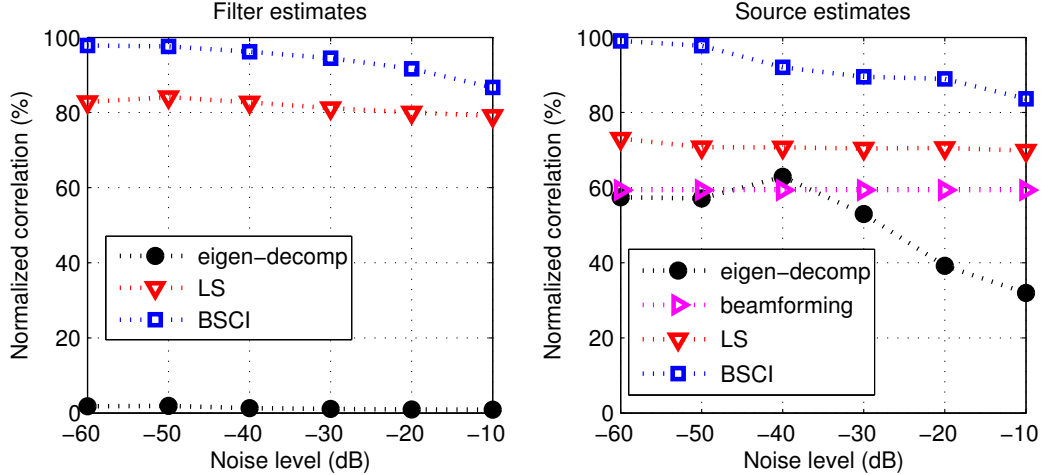 Filter estimates
Normalized correlation (%)
100
80
60
40
20
0
eigen−decomp
LS
BSCI
−60
−50
−40
−30
−20
−10
Noise level (dB)
Source estimates
Normalized correlation (%)
100
80
60
40
20
0
eigen−decomp
beamforming
LS
BSCI
−60
−50
−40
−30
−20
−10
Noise level (dB)